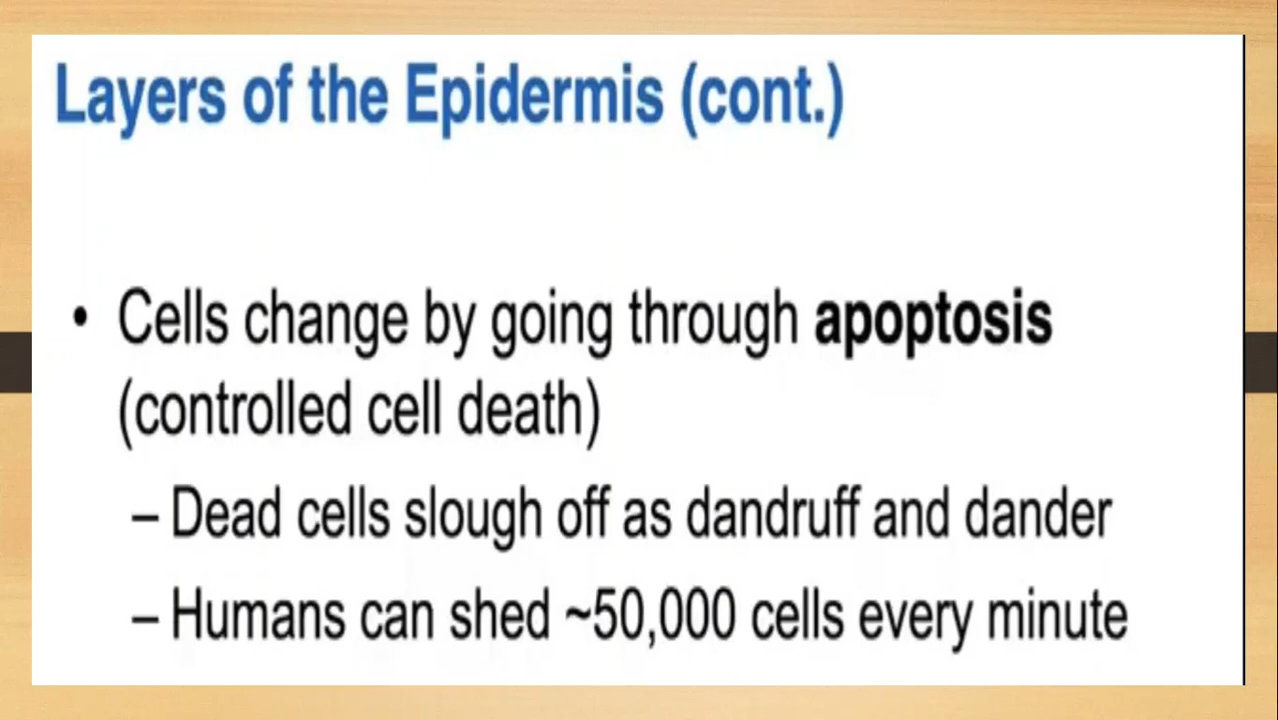 Layers of the Epidermis (cont.)
• Cells change by going through apoptosis
(controlled cell death)
– Dead cells slough off as dandruff and dander
– Humans can shed ~50,000 cells every minute